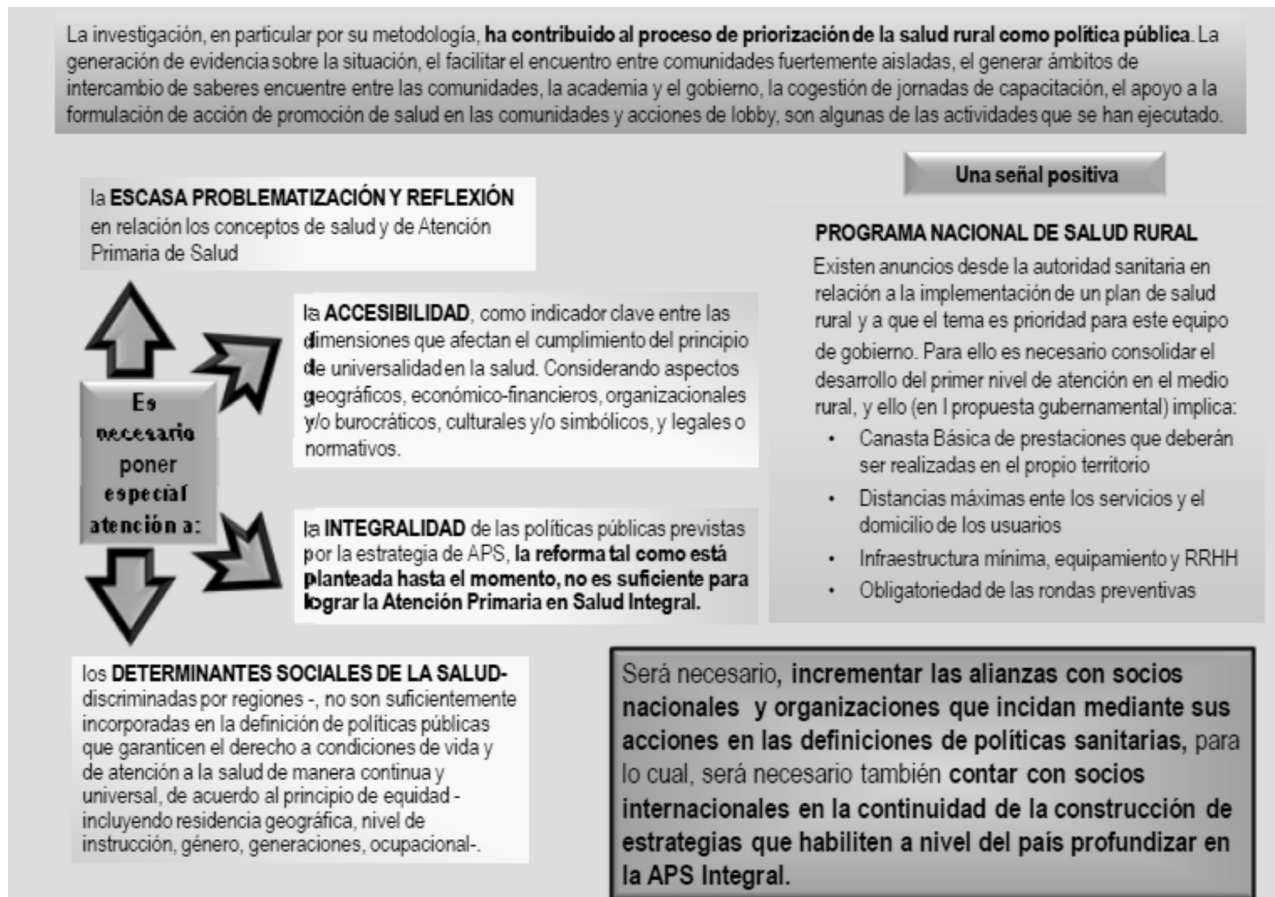 La investigación, en particular por su metodología, ha contribuido al proceso de priorización de la salud rural como política pública. La
generación de evidencia sobre la situación, el facilitar el encuentro entre comunidades fuertemente aisladas, el generar ámbitos de
intercambio de saberes encuentre entre las comunidades, la academia y el gobierno, la cogestión de jornadas de capacitación, el apoyo a la
formulación de acción de promoción de salud en las comunidades y acciones de lobby, son algunas de las actividades que se han ejecutado.
la ESCASA PROBLEMATIZACIÓN Y REFLEXIÓN
en relación los conceptos de salud y de Atención
Primaria de Salud
Es
necesario
poner
especial
atención a:
la ACCESIBILIDAD, como indicador clave entre las
dimensiones que afectan el cumplimiento del principio
de universalidad en la salud. Considerando aspectos
geográficos, económico-financieros, organizacionales
y/o burocráticos, culturales y/o simbólicos, y legales o
normativos.
la INTEGRALIDAD de las políticas públicas previstas
por la estrategia de APS, la reforma tal como está
planteada hasta el momento, no es suficiente para
lograr la Atención Primaria en Salud Integral.
los DETERMINANTES SOCIALES DE LA SALUD-
discriminadas por regiones -, no son suficientemente
incorporadas en la definición de políticas públicas
que garanticen el derecho a condiciones de vida y
de atención a la salud de manera continua y
universal, de acuerdo al principio de equidad -
incluyendo residencia geográfica, nivel de
instrucción, género, generaciones, ocupacional-.
Una señal positiva
PROGRAMA NACIONAL DE SALUD RURAL
Existen anuncios desde la autoridad sanitaria en
relación a la implementación de un plan de salud
rural y a que el tema es prioridad para este equipo
de gobierno. Para ello es necesario consolidar el
desarrollo del primer nivel de atención en el medio
rural, y ello (en l propuesta gubernamental) implica:
• Canasta Básica de prestaciones que deberán
ser realizadas en el propio territorio
• Distancias máximas ente los servicios y el
domicilio de los usuarios
• Infraestructura mínima, equipamiento y RRHH
• Obligatoriedad de las rondas preventivas
Será necesario, incrementar las alianzas con socios
nacionales y organizaciones que incidan mediante sus
acciones en las definiciones de políticas sanitarias, para
lo cual, será necesario también contar con socios
internacionales en la continuidad de la construcción de
estrategias que habiliten a nivel del país profundizar en
la APS Integral.